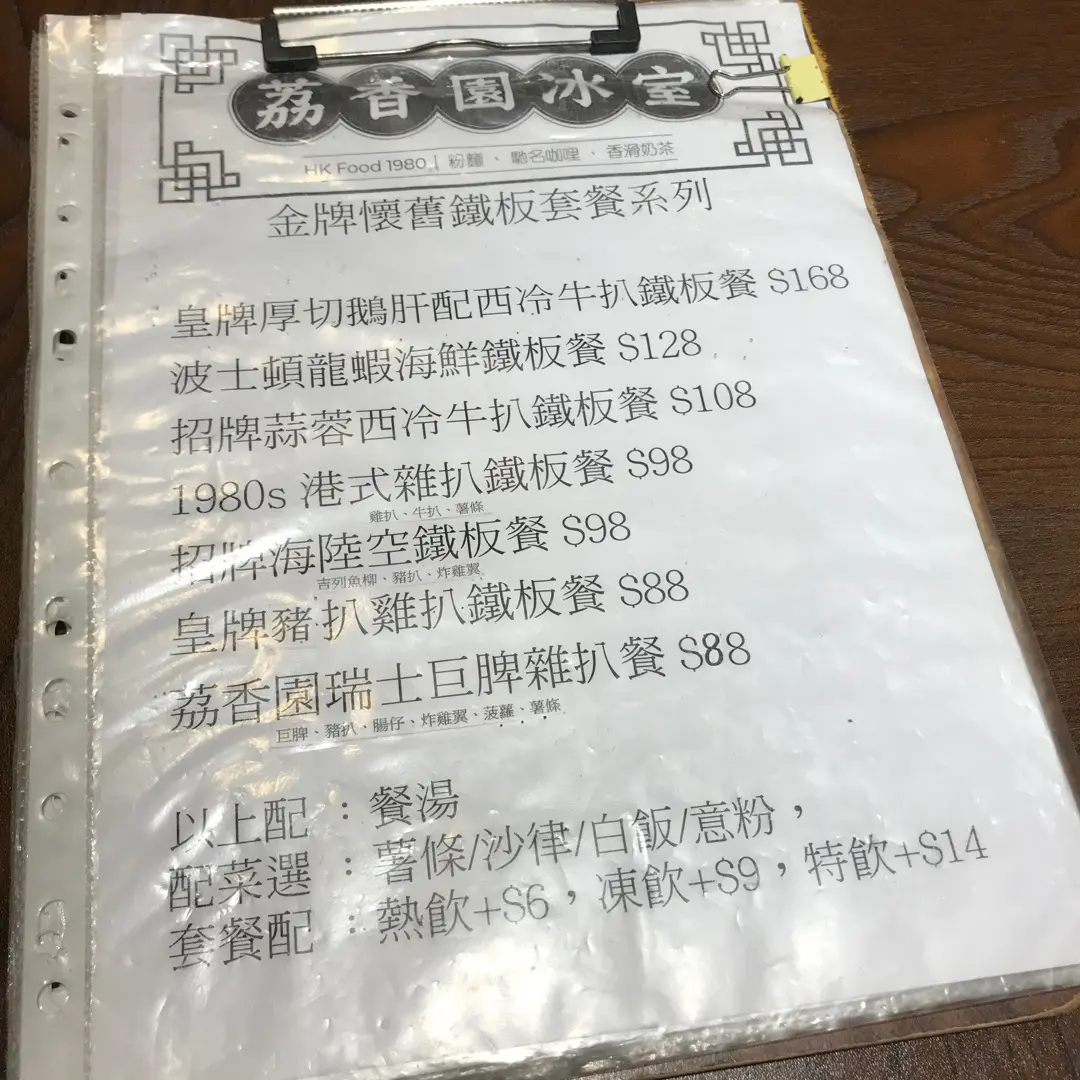 荔香園冰室
HK Food 1980 | 粉麵、馳名咖哩・香滑奶茶
金牌懷舊鐵板套餐系列
皇牌厚切鵝肝配西冷牛扒鐵板餐 $168
波士頓龍蝦海鮮鐵板餐 $128
招牌蒜蓉西冷牛扒鐵板餐 $108
1980s 港式雜扒鐵板餐 $98
雞扒、牛扒、薯條
招牌海陸空鐵板餐 $98
吉列魚柳、豬扒、炸雞翼
皇牌豬扒雞扒鐵板餐 $88
荔香園瑞士巨脾雜扒餐 $88
巨脾、豬扒、腸仔、炸雞翼、菠蘿、薯條
以上配 : 餐湯
配菜選 : 薯條/沙律/白飯/意粉,
套餐配 : 熱飲+$6,凍飲+$9,特飲+$14